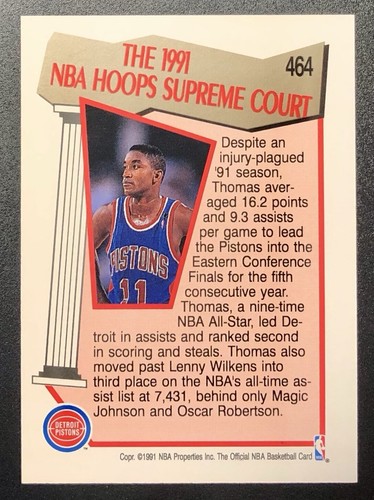 THE 1991
NBA HOOPS SUPREME COURT
464
Despite an
injury-plagued
'91 season,
Thomas aver-
aged 16.2 points
and 9.3 assists
per game to lead
the Pistons into the
Eastern Conference
Finals for the fifth
consecutive year.
Thomas, a nine-time
NBA All-Star, led De-
troit in assists and ranked second
in scoring and steals. Thomas also
moved past Lenny Wilkens into
third place on the NBA's all-time as-
sist list at 7,431, behind only Magic
Johnson and Oscar Robertson.
PISTONS
11
DETROIT
PISTONS
Copr. ©1991 NBA Properties Inc. The Official NBA Basketball Card